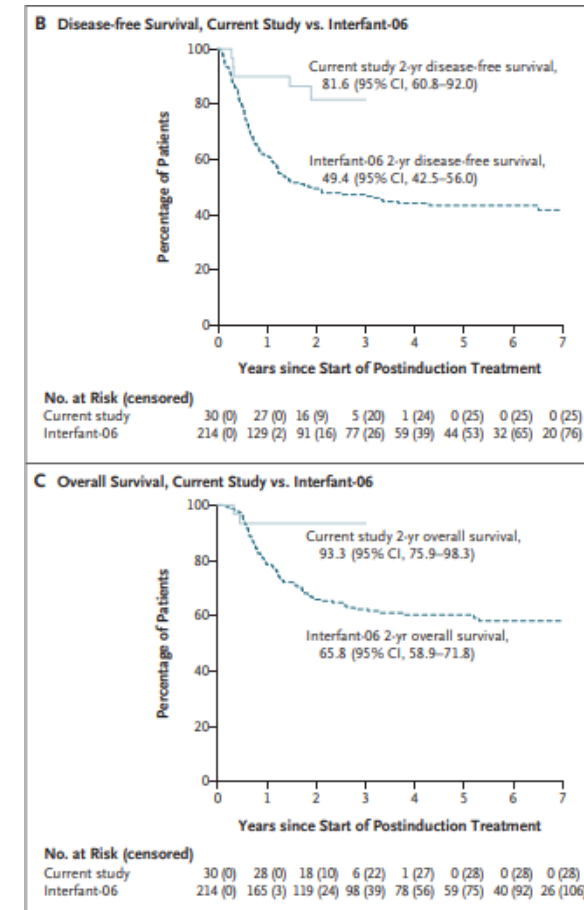 B Disease-free Survival, Current Study vs. Interfant-06
100
80
60
40
20
0
Percentage of Patients
Current study 2-yr disease-free survival,
81.6 (95% CI, 60.8–92.0)
Interfant-06 2-yr disease-free survival,
49.4 (95% CI, 42.5–56.0)
0 1 2 3 4 5 6 7
Years since Start of Postinduction Treatment
No. at Risk (censored)
Current study 30 (0) 27 (0) 16 (9) 5 (20) 1 (24) 0 (25) 0 (25) 0 (25)
Interfant-06 214 (0) 129 (2) 91 (16) 77 (26) 59 (39) 44 (53) 32 (65) 20 (76)
C Overall Survival, Current Study vs. Interfant-06
100
80
60
40
20
0
Percentage of Patients
Current study 2-yr overall survival,
93.3 (95% CI, 75.9–98.3)
Interfant-06 2-yr overall survival,
65.8 (95% CI, 58.9–71.8)
0 1 2 3 4 5 6 7
Years since Start of Postinduction Treatment
No. at Risk (censored)
Current study 30 (0) 28 (0) 18 (10) 6 (22) 1 (27) 0 (28) 0 (28) 0 (28)
Interfant-06 214 (0) 165 (3) 119 (24) 98 (39) 78 (56) 59 (75) 40 (92) 26 (106)